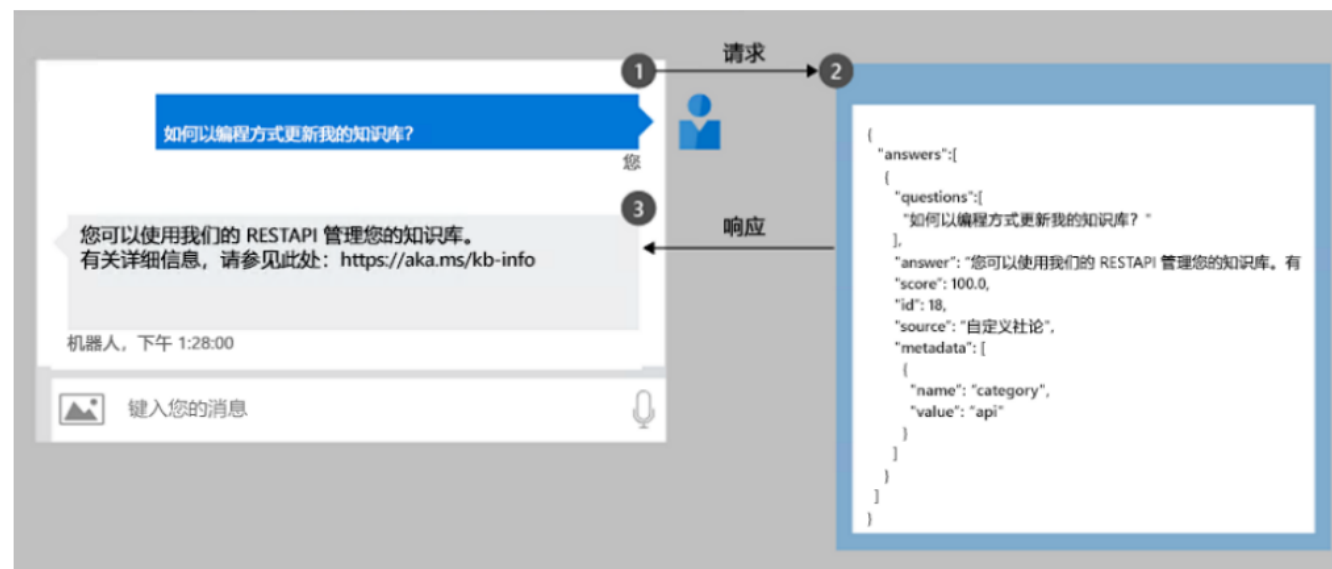 请求
1
2
如何以编程方式更新我的知识库?
您
3
响应
您可以使用我们的 RESTAPI 管理您的知识库。
有关详细信息，请参见此处：https://aka.ms/kb-info
机器人，下午 1:28:00
键入您的消息
{
"answers":[
{
"questions":[
"如何以编程方式更新我的知识库？"
],
"answer": "您可以使用我们的 RESTAPI 管理您的知识库。有
"score": 100.0,
"id": 18,
"source": "自定义社论",
"metadata": [
{
"name": "category",
"value": "api"
}
]
}
]
}